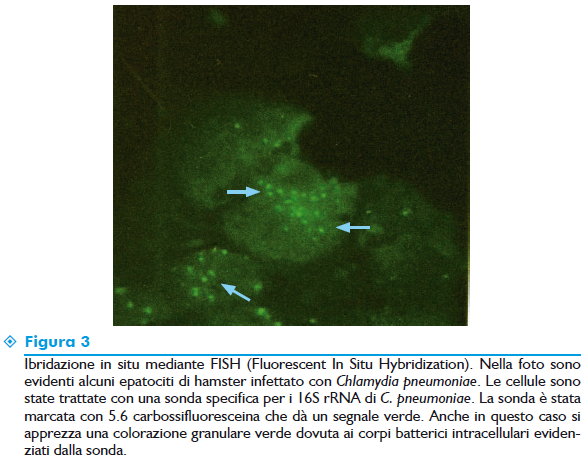 Figura 3
Ibridazione in situ mediante FISH (Fluorescent In Situ Hybridization). Nella foto sono
evidenti alcuni epatociti di hamster infettato con Chlamydia pneumoniae. Le cellule sono
state trattate con una sonda specifica per i 16S rRNA di C. pneumoniae. La sonda è stata
marcata con 5.6 carbossifluoresceina che dà un segnale verde. Anche in questo caso si
apprezza una colorazione granulare verde dovuta ai corpi batterici intracellulari eviden-
ziati dalla sonda.